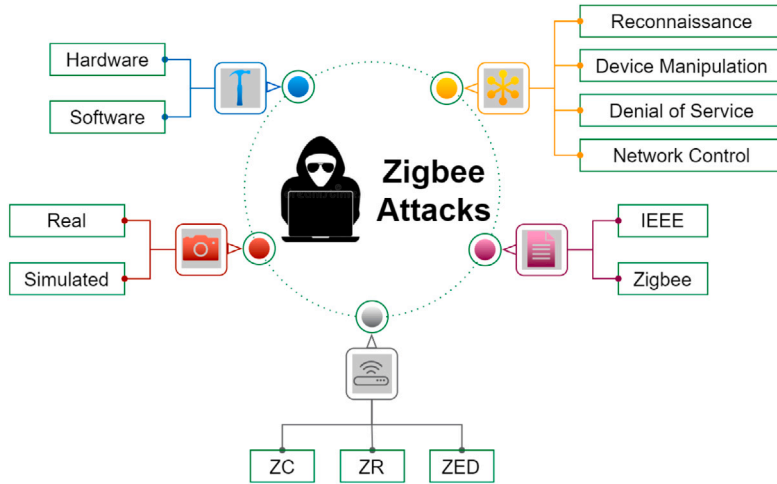 Reconnaissance
Hardware
Device Manipulation
Software
Denial of Service
Network Control
Zigbee
Attacks
Real
IEEE
Simulated
Zigbee
ZC
ZR
ZED